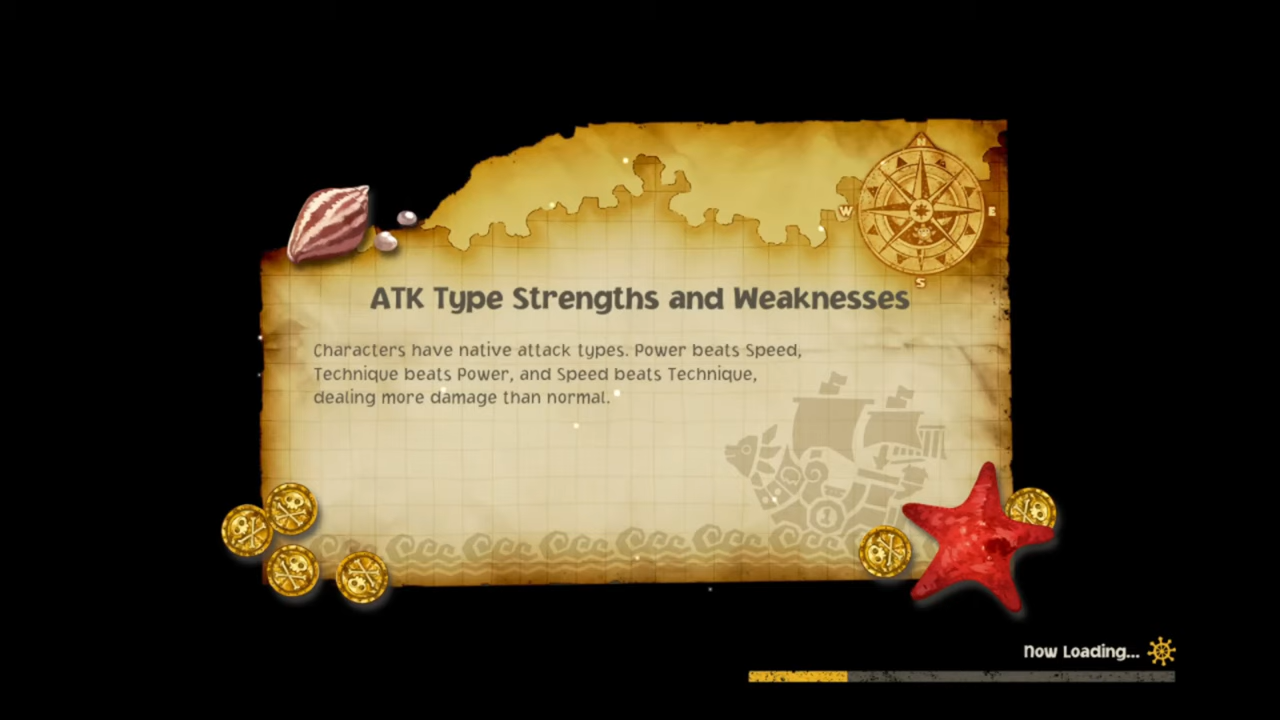 N
W
E
S
ATK Type Strengths and Weaknesses
Characters have native attack types. Power beats Speed,
Technique beats Power, and Speed beats Technique,
dealing more damage than normal.
1
Now Loading...